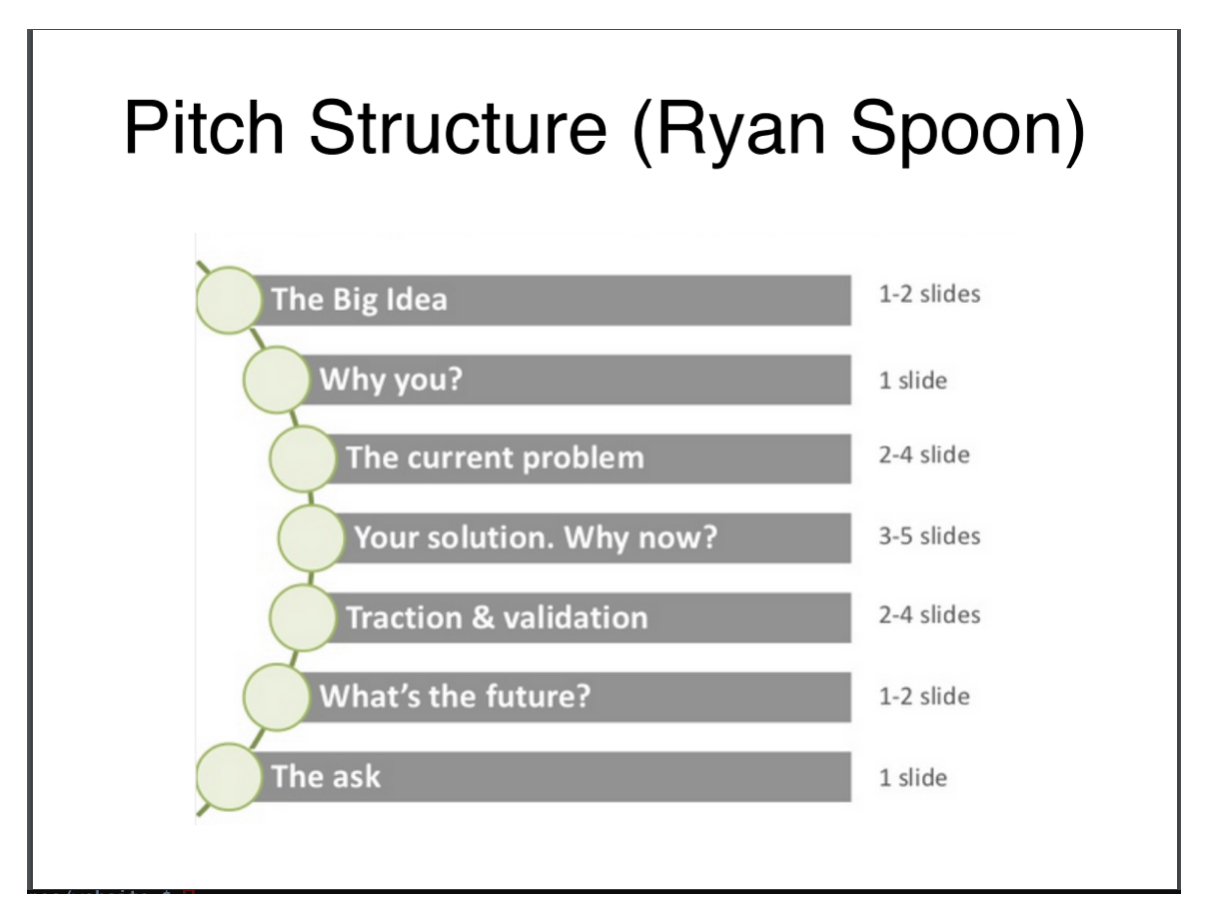 Pitch Structure (Ryan Spoon)
The Big Idea
1-2 slides
Why you?
1 slide
The current problem
2-4 slide
Your solution. Why now?
3-5 slides
Traction & validation
2-4 slides
What's the future?
1-2 slide
The ask
1 slide